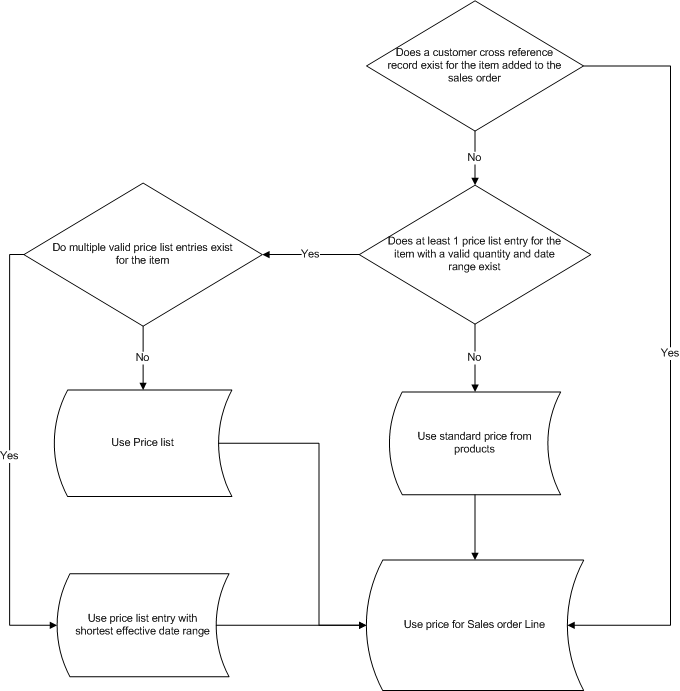 Does a customer cross reference
record exist for the item added to the
sales order
No
Do multiple valid price list entries exist
for the item
Yes
Does at least 1 price list entry for the
item with a valid quantity and date
range exist
Yes
No
No
Use Price list
Use standard price from
products
Yes
Use price list entry with
shortest effective date range
Use price for Sales order Line